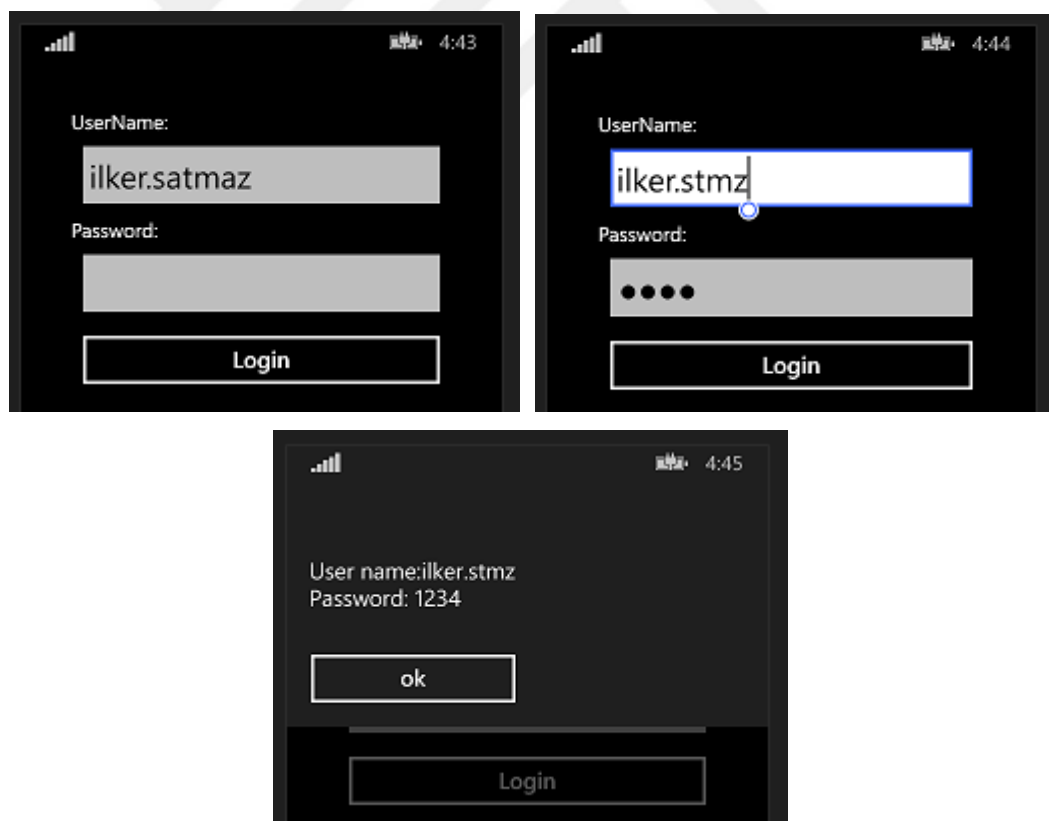 4:43
UserName:
ilker.satmaz
Password:
Login
4:44
UserName:
ilker.stmz
Password:
●●●●
Login
4:45
User name:ilker.stmz
Password: 1234
ok
Login